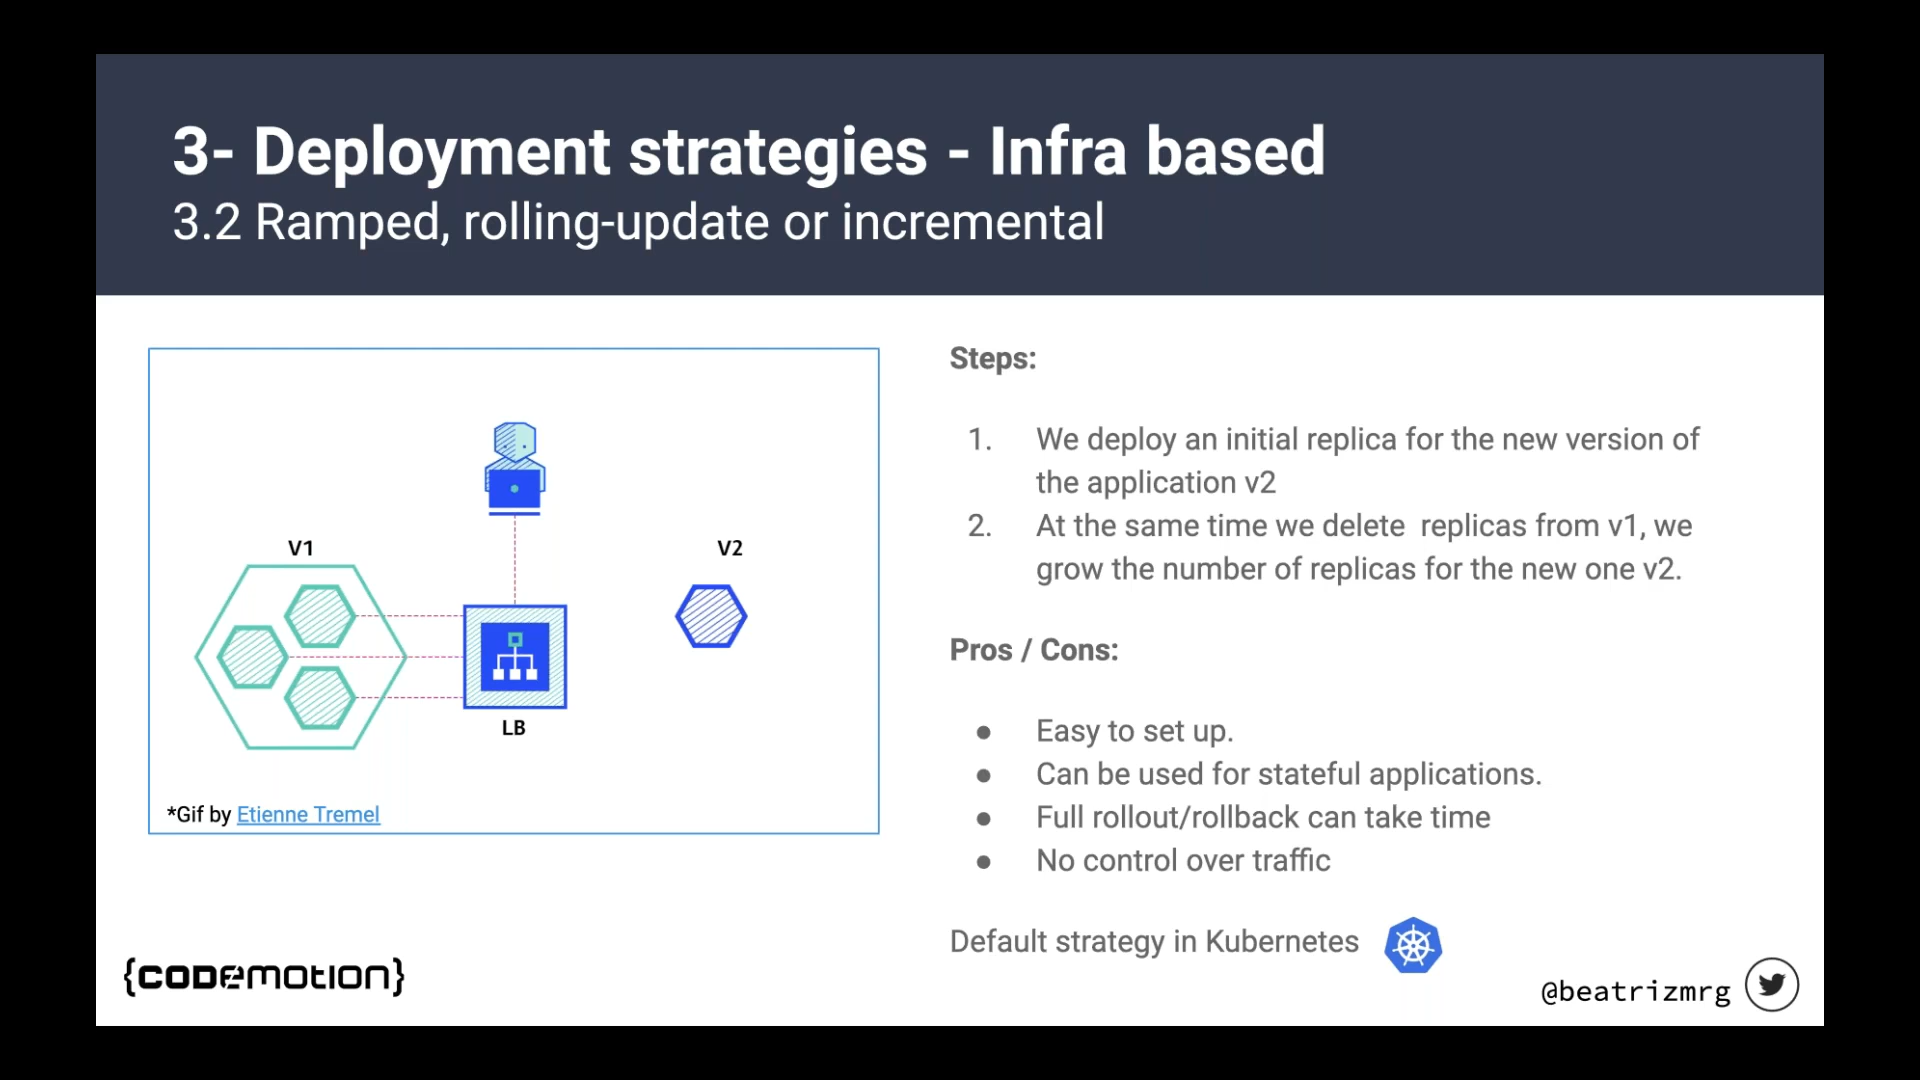 3- Deployment strategies - Infra based
3.2 Ramped, rolling-update or incremental
V1
V2
LB
*Gif by Etienne Tremel
Steps:
1. We deploy an initial replica for the new version of
the application v2
2. At the same time we delete  replicas from v1, we
grow the number of replicas for the new one v2.
Pros / Cons:
● Easy to set up.
● Can be used for stateful applications.
● Full rollout/rollback can take time
● No control over traffic
Default strategy in Kubernetes
{CODEMOTION}
@beatrizmrg